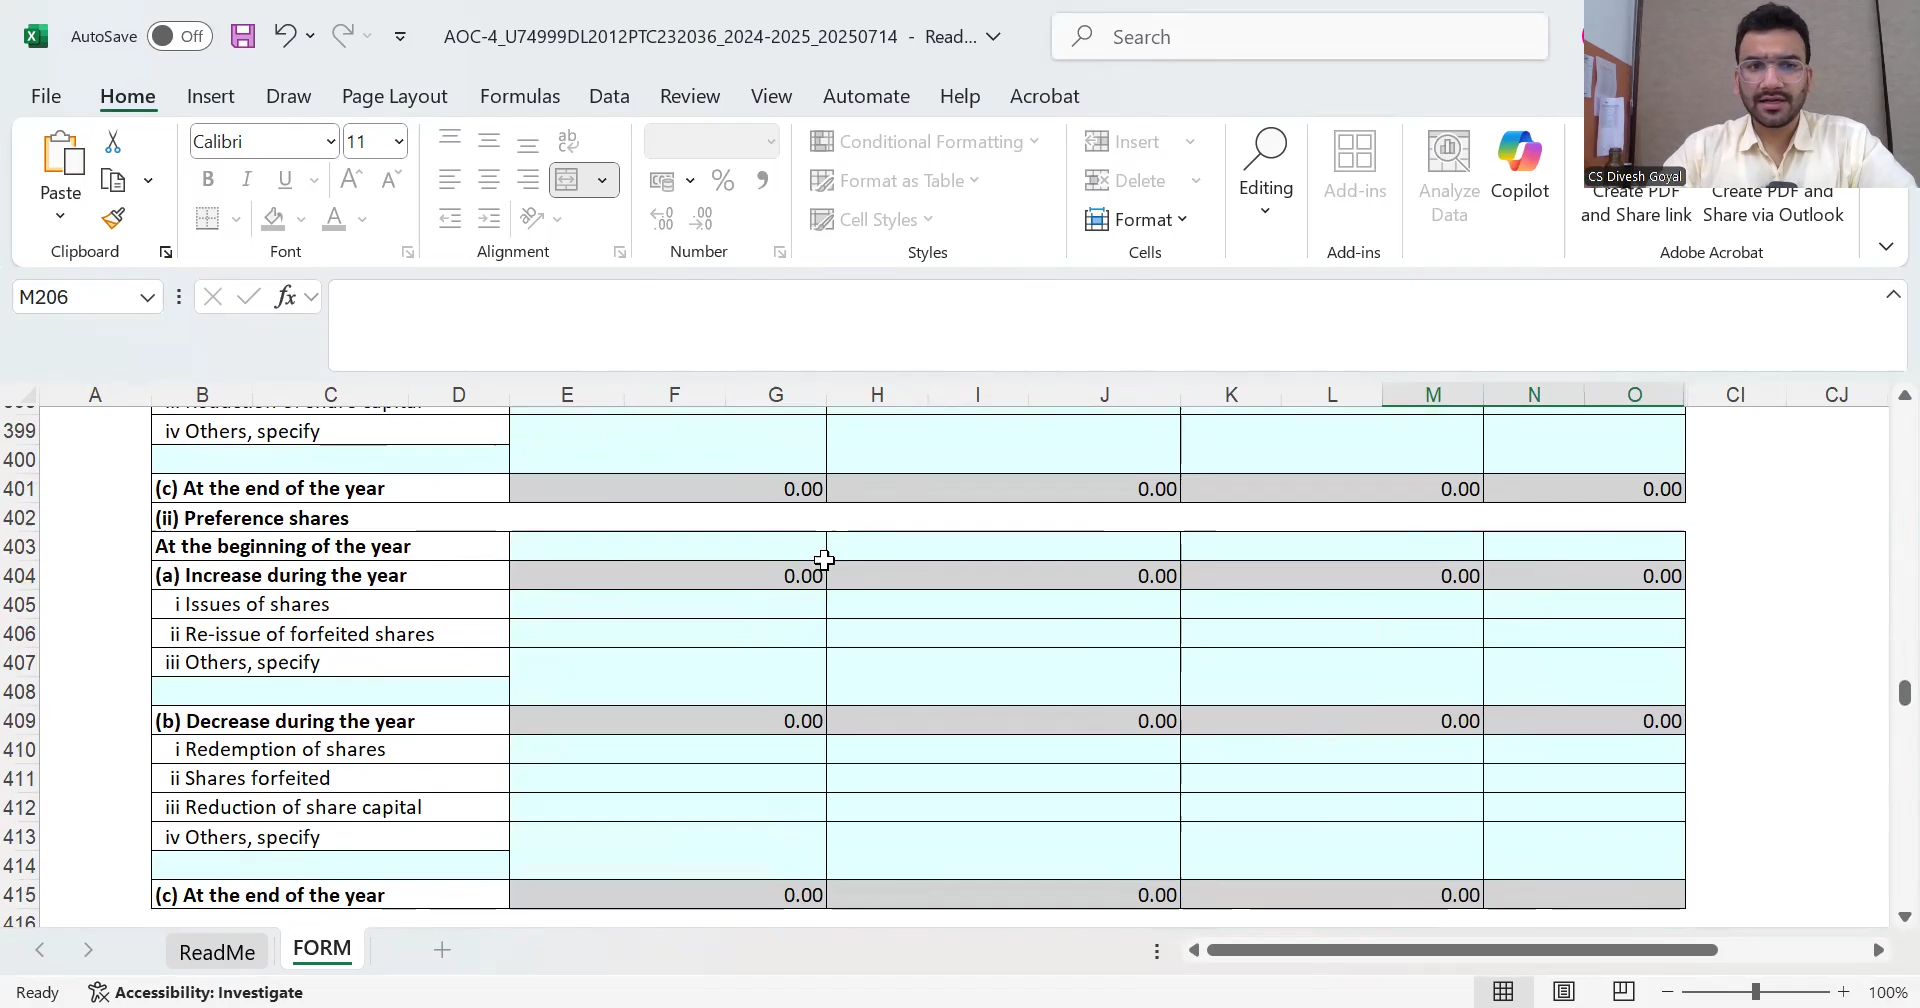 AutoSave Off AOC-4_U74999DL2012PTC232036_2024-2025_20250714 - Read... Search
File Home Insert Draw Page Layout Formulas Data Review View Automate Help Acrobat
Paste Calibri 11 Conditional Formatting Insert
Format as Table Delete
Cell Styles Format
Editing Add-ins Analyze Data Copilot
CS Divesh Goyal
Create PDF and Share link Create PDF and Share via Outlook
Clipboard Font Alignment Number Styles Cells Add-ins Adobe Acrobat
M206 fx
A B C D E F G H I J K L M N O CI CJ
399 iv Others, specify
400
401 (c) At the end of the year 0.00 0.00 0.00 0.00
402 (ii) Preference shares
403 At the beginning of the year
404 (a) Increase during the year 0.00 0.00 0.00 0.00
405 i Issues of shares
406 ii Re-issue of forfeited shares
407 iii Others, specify
408
409 (b) Decrease during the year 0.00 0.00 0.00 0.00
410 i Redemption of shares
411 ii Shares forfeited
412 iii Reduction of share capital
413 iv Others, specify
414
415 (c) At the end of the year 0.00 0.00 0.00
416
ReadMe FORM
Ready Accessibility: Investigate 100%